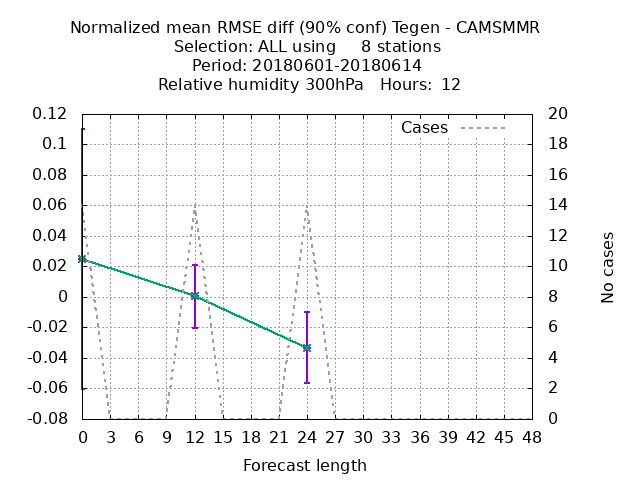 Normalized mean RMSE diff (90% conf) Tegen - CAMSMMR
Selection: ALL using 8 stations
Period: 20180601-20180614
Relative humidity 300hPa Hours: 12
Cases
0.12
0.1
0.08
0.06
0.04
0.02
0
-0.02
-0.04
-0.06
-0.08
20
18
16
14
12
10
8
6
4
2
0
No cases
0 3 6 9 12 15 18 21 24 27 30 33 36 39 42 45 48
Forecast length